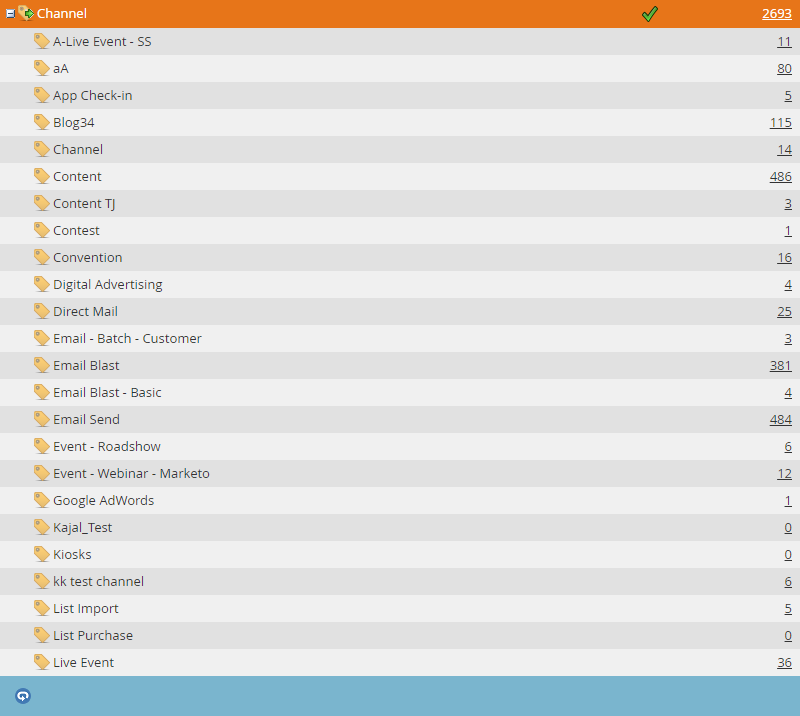 Channel 2693
A-Live Event - SS 11
aA 80
App Check-in 5
Blog34 115
Channel 14
Content 486
Content TJ 3
Contest 1
Convention 16
Digital Advertising 4
Direct Mail 25
Email - Batch - Customer 3
Email Blast 381
Email Blast - Basic 4
Email Send 484
Event - Roadshow 6
Event - Webinar - Marketo 12
Google AdWords 1
Kajal_Test 0
Kiosks 0
kk test channel 6
List Import 5
List Purchase 0
Live Event 36